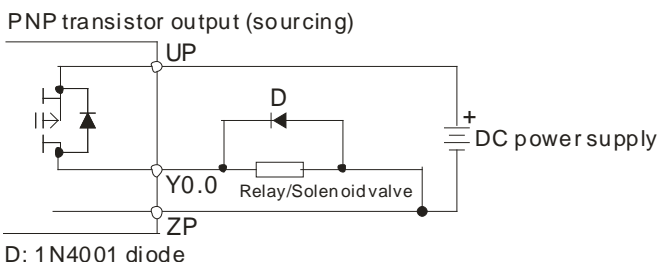 PNP transistor output (sourcing)
UP
D
+
DC power supply
Y0.0
Relay/Solenoid valve
ZP
D: 1N4001 diode